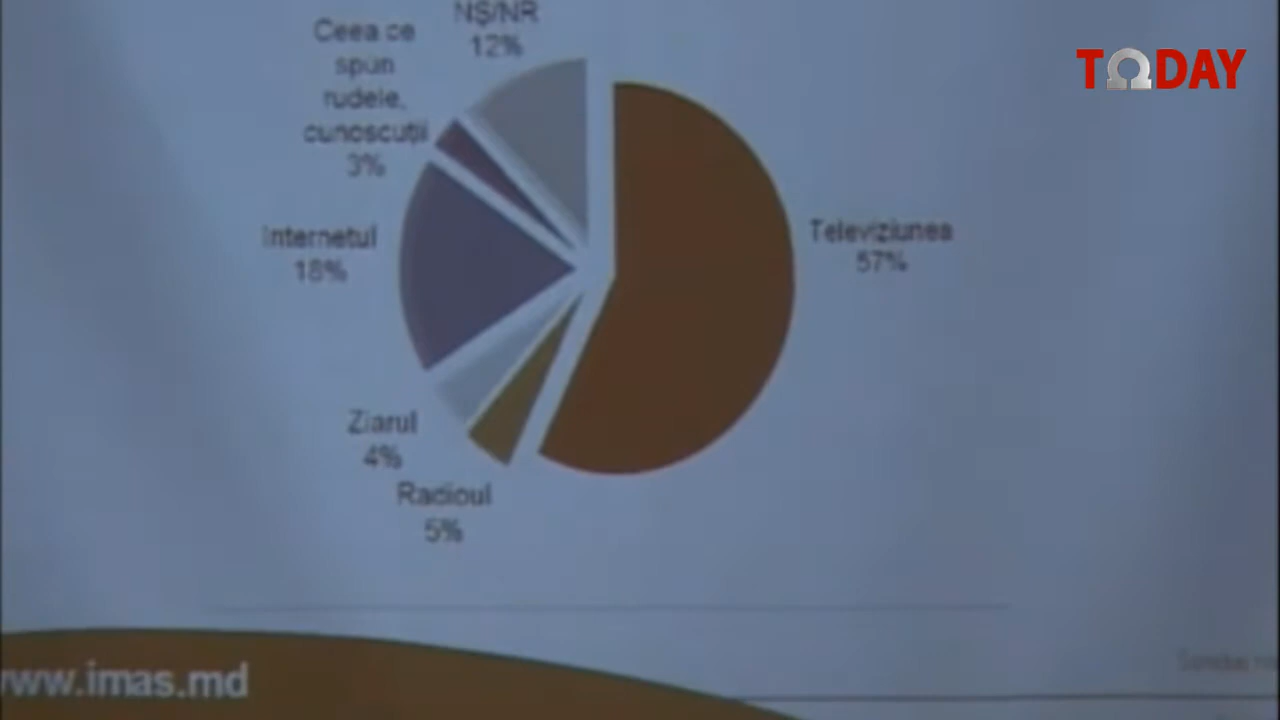 NȘ/NR
12%
Ceea ce
spun
rudele,
cunoscuții
3%
TODAY
Televiziunea
57%
Internetul
18%
Ziarul
4%
Radioul
5%
www.imas.md